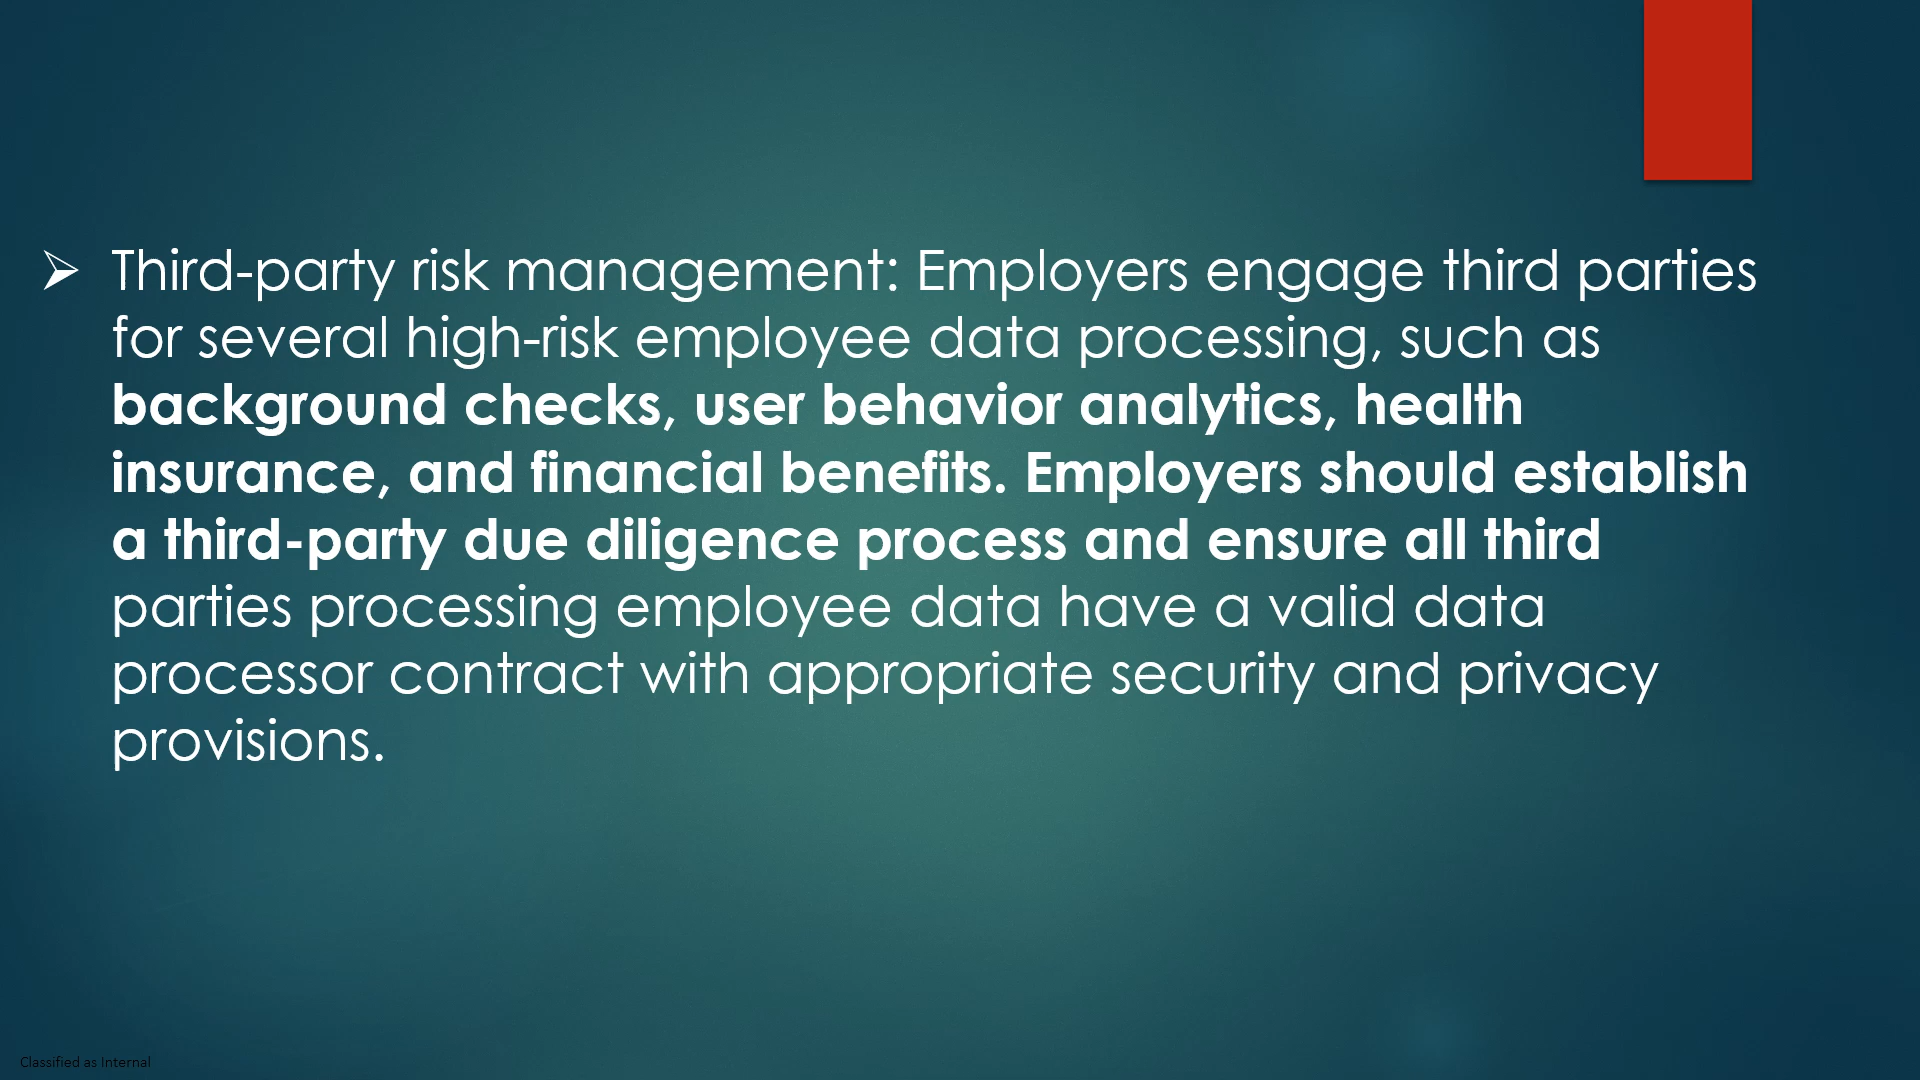 ➢ Third-party risk management: Employers engage third parties
for several high-risk employee data processing, such as
background checks, user behavior analytics, health
insurance, and financial benefits. Employers should establish
a third-party due diligence process and ensure all third
parties processing employee data have a valid data
processor contract with appropriate security and privacy
provisions.
Classified as Internal